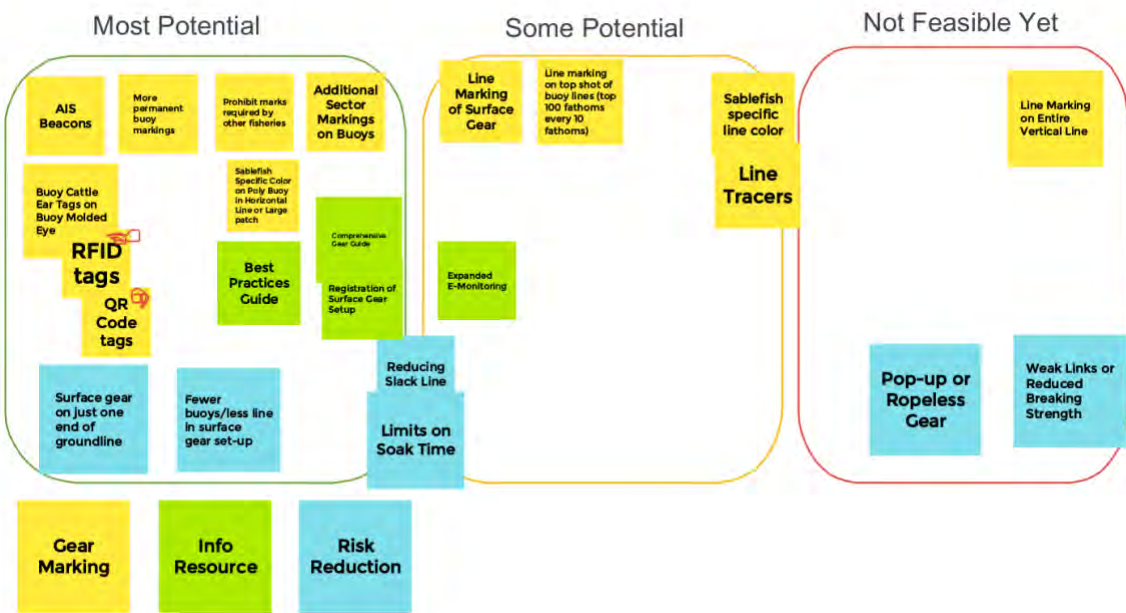 Most Potential
Some Potential
Not Feasible Yet
AIS
Beacons
More
permanent
buoy
markings
Prohibit marks
required by
other fisheries
Additional
Sector
Markings
on Buoys
Line
Marking
of Surface
Gear
Line marking
on top shot of
buoy lines (top
100 fathoms
every 10
fathoms)
Sablefish
specific
line color
Line Marking
on Entire
Vertical Line
Buoy Cattle
Ear Tags on
Buoy Molded
Eye
Sablefish
Specific Color
on Poly Buoy
in Horizontal
Line or Large
patch
Line
Tracers
RFID
tags
Comprehensive
Gear Guide
Best
Practices
Guide
Expanded
E-Monitoring
QR
Code
tags
Registration of
Surface Gear
Setup
Reducing
Slack Line
Surface gear
on just one
end of
groundline
Fewer
buoys/less line
in surface
gear set-up
Limits on
Soak Time
Pop-up or
Ropeless
Gear
Weak Links or
Reduced
Breaking
Strength
Gear
Marking
Info
Resource
Risk
Reduction